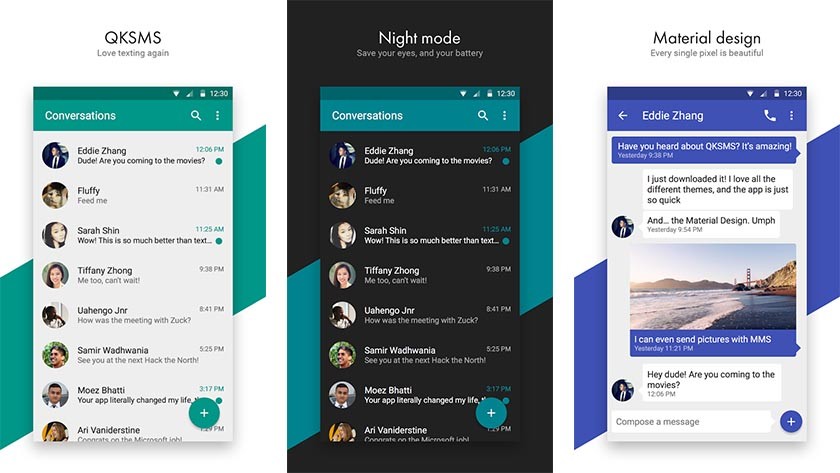 QKSMS
Love texting again
12:30
Conversations
Eddie Zhang 12:06 PM
Dude! Are you coming to the movies?
Fluffy 11:31 AM
Feed me
Sarah Shin 11:25 AM
Wow! This is so much better than text...
Tiffany Zhong 9:38 PM
Me too, can't wait!
Uahengo Jnr 8:41 PM
How was the meeting with Zuck?
Samir Wadhwania 5:25 PM
See you at the next Hack the North!
Moez Bhatti 3:17 PM
Your app literally changed my life,
Ari Vaniderstine 1:29 PM
Congrats on the Microsoft job!
Night mode
Save your eyes, and your battery
12:30
Conversations
Eddie Zhang 12:06 PM
Dude! Are you coming to the movies?
Fluffy 11:31 AM
Feed me
Sarah Shin 11:25 AM
Wow! This is so much better than text...
Tiffany Zhong 9:38 PM
Me too, can't wait!
Uahengo Jnr 8:41 PM
How was the meeting with Zuck?
Samir Wadhwania 5:25 PM
See you at the next Hack the North!
Moez Bhatti 3:17 PM
Your app literally changed my life,
Ari Vaniderstine 1:29 PM
Congrats on the Microsoft job!
Material design
Every single pixel is beautiful
12:30
Eddie Zhang
Have you heard about QKSMS? It's amazing!
Yesterday 9:38 PM
I just downloaded it! I love all the
different themes, and the app is just
so quick
And... the Material Design. Umph
Yesterday 9:54 PM
I can even send pictures with MMS
Yesterday 11:21 PM
Hey dude! Are you coming to the
movies?
12:06 PM
Compose a message